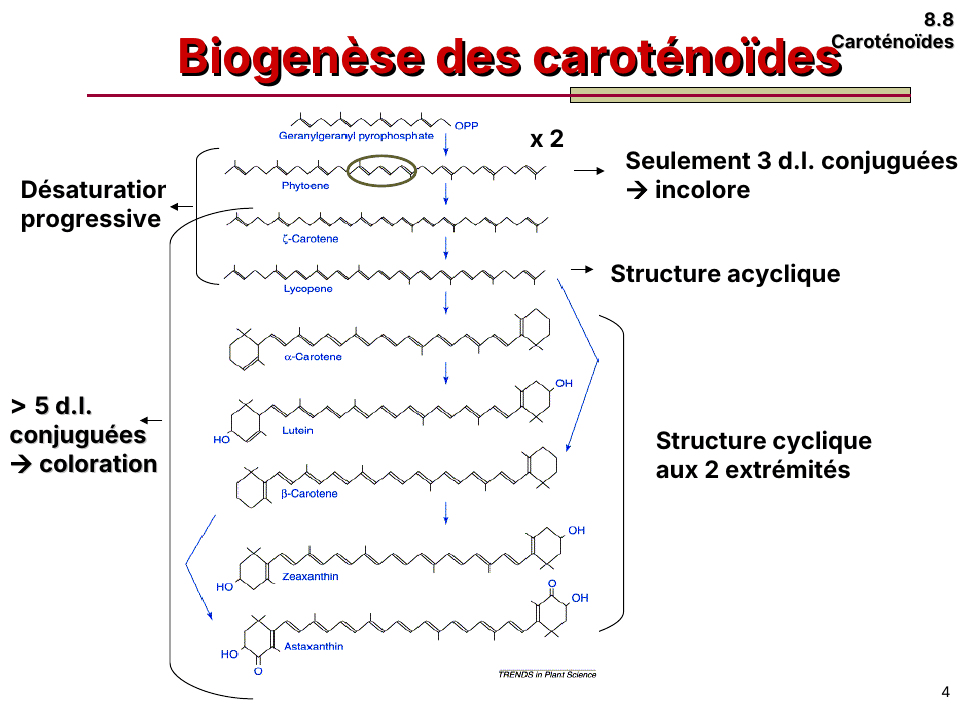 8.8
Caroténoïdes
Biogenèse des caroténoïdes
OPP
Geranylgeranyl pyrophosphate
x 2
Phytoene
Seulement 3 d.l. conjuguées
→ incolore
Désaturation
progressive
ζ-Carotene
Lycopene
Structure acyclique
α-Carotene
OH
HO
Lutein
> 5 d.l.
conjuguées
→ coloration
Structure cyclique
aux 2 extrémités
β-Carotene
OH
HO
Zeaxanthin
O
OH
HO
O
Astaxanthin
TRENDS in Plant Science
4